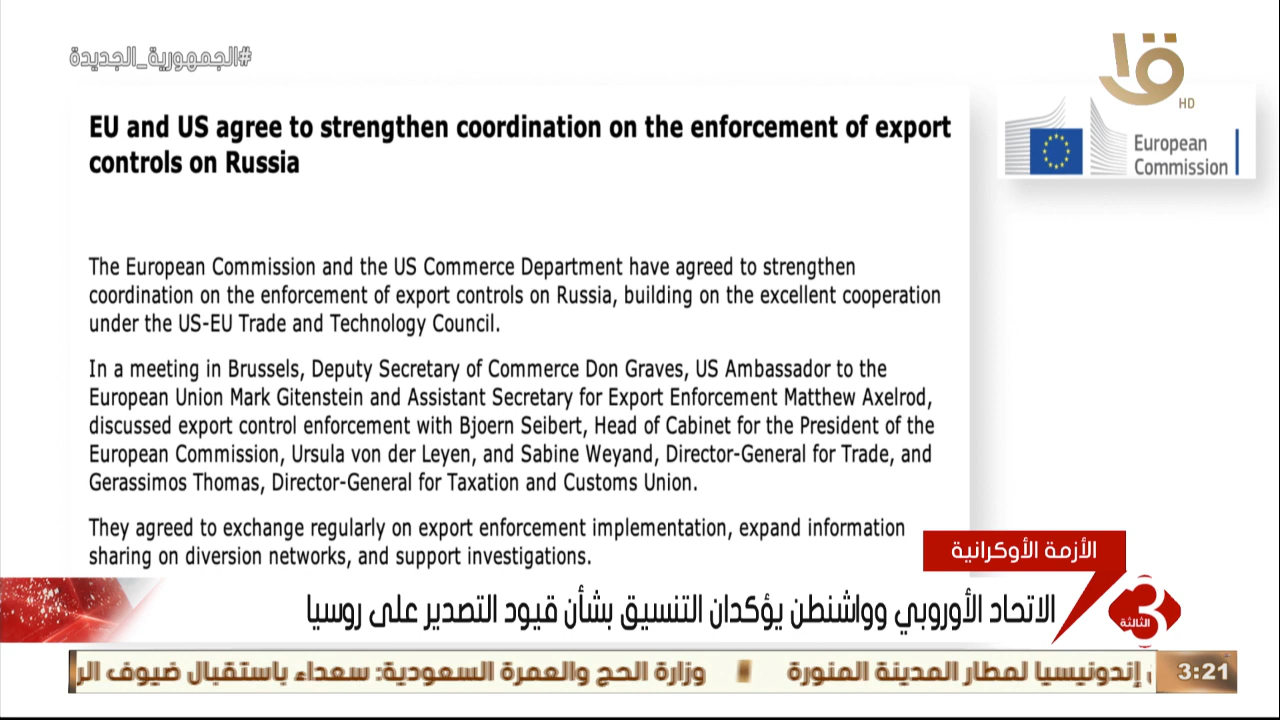 #الجمهورية_الجديدة
HD
EU and US agree to strengthen coordination on the enforcement of export
controls on Russia
European
Commission
The European Commission and the US Commerce Department have agreed to strengthen
coordination on the enforcement of export controls on Russia, building on the excellent cooperation
under the US-EU Trade and Technology Council.
In a meeting in Brussels, Deputy Secretary of Commerce Don Graves, US Ambassador to the
European Union Mark Gitenstein and Assistant Secretary for Export Enforcement Matthew Axelrod,
discussed export control enforcement with Bjoern Seibert, Head of Cabinet for the President of the
European Commission, Ursula von der Leyen, and Sabine Weyand, Director-General for Trade, and
Gerassimos Thomas, Director-General for Taxation and Customs Union.
They agreed to exchange regularly on export enforcement implementation, expand information
sharing on diversion networks, and support investigations.
الأزمة الأوكرانية
الاتحاد الأوروبي وواشنطن يؤكدان التنسيق بشأن قيود التصدير على روسيا
3 الثالثة
3:21
إندونيسيا لمطار المدينة المنورة وزارة الحج والعمرة السعودية: سعداء باستقبال ضيوف